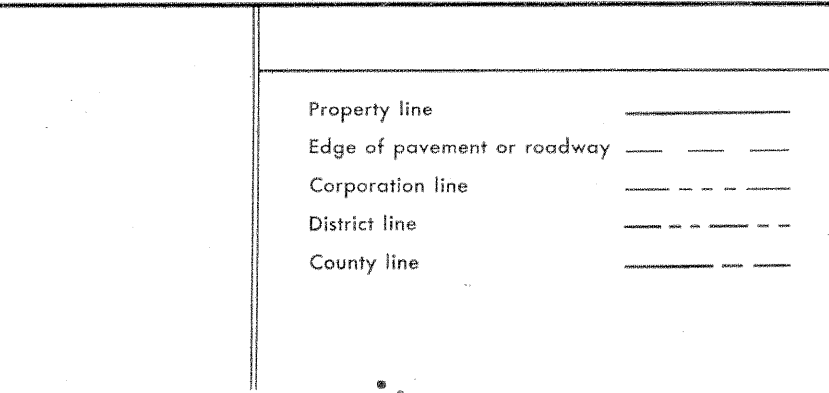 Property line
Edge of pavement or roadway
Corporation line
District line
County line